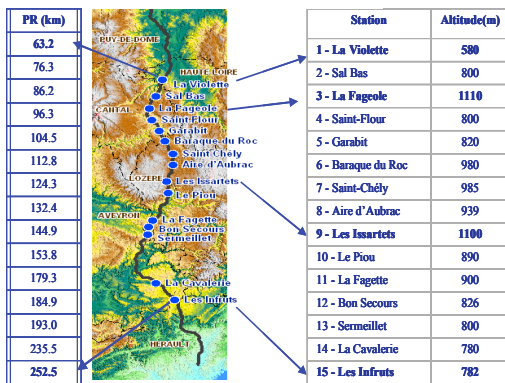 PR (km)
63.2
76.3
86.2
96.3
104.5
112.8
124.3
132.4
144.9
153.8
179.3
184.9
193.0
235.5
252.5
PUY-DE-DOME
HAUTE LOIRE
La Violette
Sal Bas
CANTAL
La Fageole
Saint-Flour
Garabit
Baraque du Roc
Saint Chély
Aire d'Aubrac
LOZERE
Les Issartets
Le Piou
AVEYRON
La Fagette
Bon Secours
Sermeillet
La Cavalerie
Les Infruts
HERAULT
Station Altitude(m)
1 - La Violette 580
2 - Sal Bas 800
3 - La Fageole 1110
4 - Saint-Flour 800
5 - Garabit 820
6 - Baraque du Roc 980
7 - Saint-Chély 985
8 - Aire d'Aubrac 939
9 - Les Issartets 1100
10 - Le Piou 890
11 - La Fagette 900
12 - Bon Secours 826
13 - Sermeillet 800
14 - La Cavalerie 780
15 - Les Infruts 782